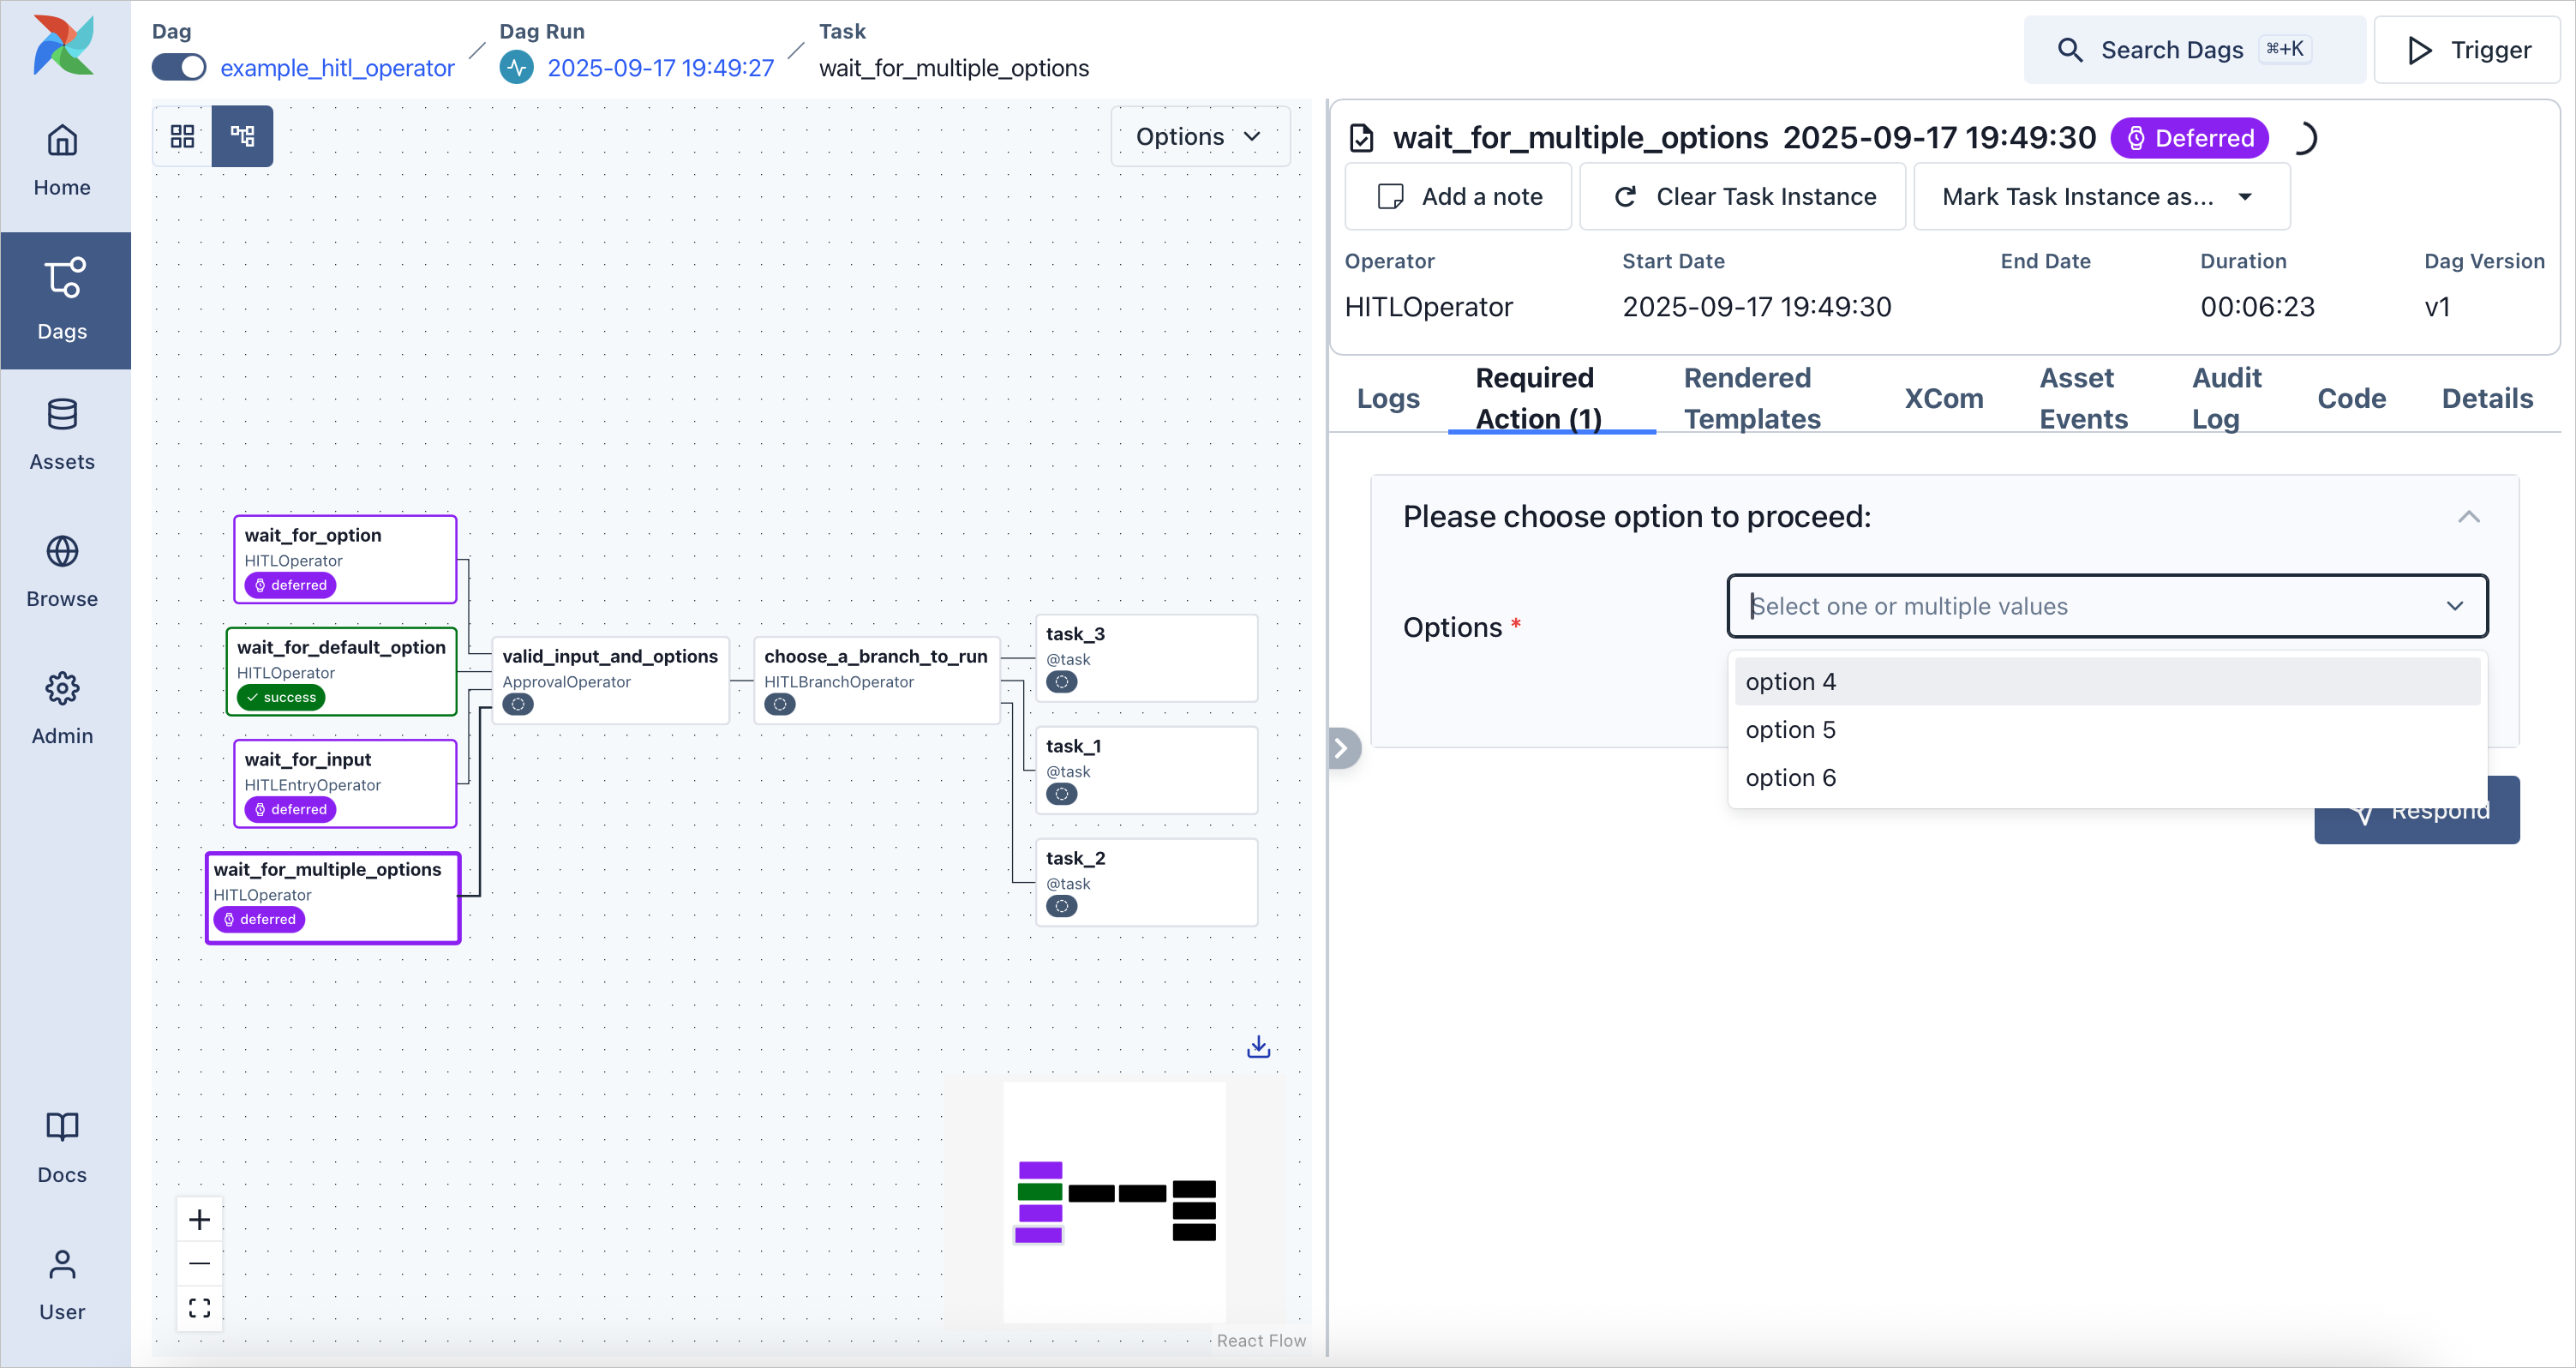 Dag
example_hitl_operator
Dag Run
2025-09-17 19:49:27
Task
wait_for_multiple_options
Search Dags ⌘+K
Trigger
Home
Dags
Assets
Browse
Admin
Docs
User
Options
wait_for_option
HITLOperator
deferred
wait_for_default_option
HITLOperator
success
wait_for_input
HITLEntryOperator
deferred
wait_for_multiple_options
HITLOperator
deferred
valid_input_and_options
ApprovalOperator
choose_a_branch_to_run
HITLBranchOperator
task_3
@task
task_1
@task
task_2
@task
React Flow
wait_for_multiple_options 2025-09-17 19:49:30 Deferred
Add a note
Clear Task Instance
Mark Task Instance as...
Operator
HITLOperator
Start Date
2025-09-17 19:49:30
End Date
Duration
00:06:23
Dag Version
v1
Logs
Required
Action (1)
Rendered
Templates
XCom
Asset
Events
Audit
Log
Code
Details
Please choose option to proceed:
Options *
Select one or multiple values
option 4
option 5
option 6
Respond